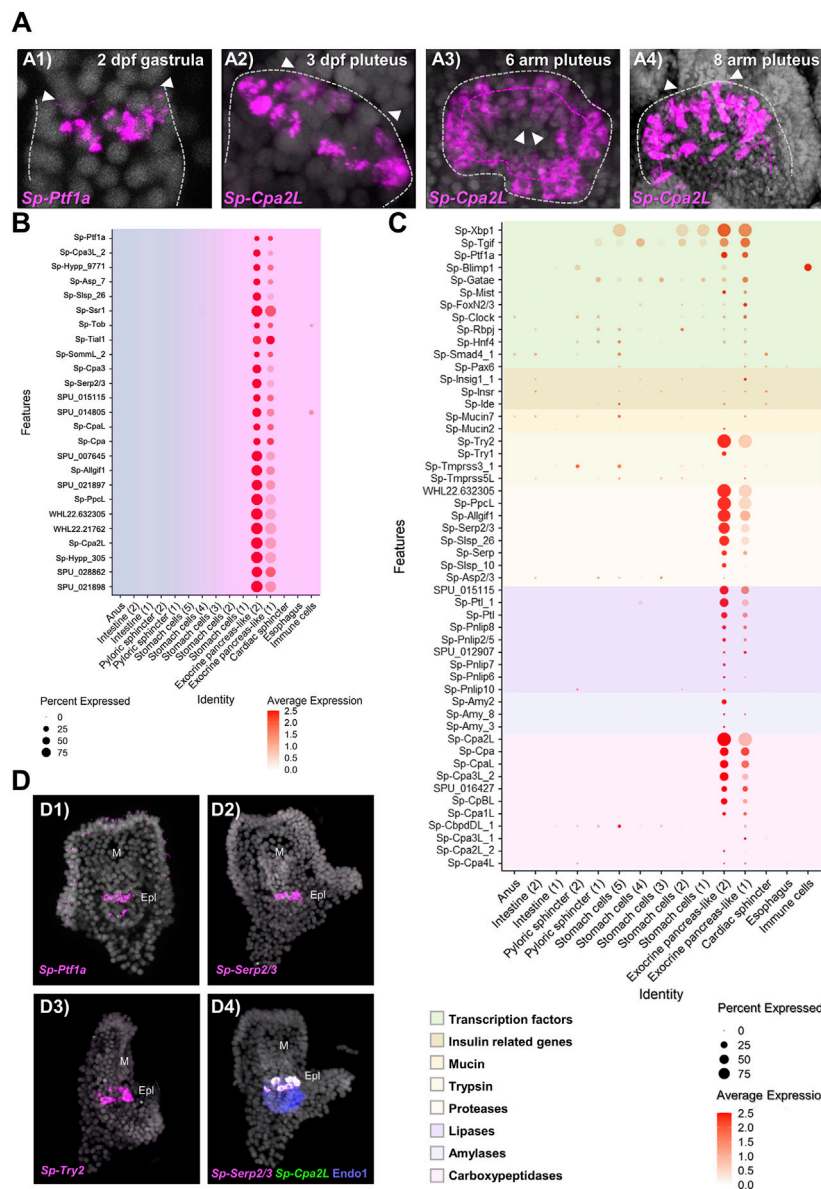 A
A1) 2 dpf gastrula
Sp-Ptf1a
A2) 3 dpf pluteus
Sp-Cpa2L
A3) 6 arm pluteus
Sp-Cpa2L
A4) 8 arm pluteus
Sp-Cpa2L
B
Features
Sp-Ptf1a
Sp-Cpa3L_2
Sp-Hypp_9771
Sp-Asp_7
Sp-Slsp_26
Sp-Ssr1
Sp-Tob
Sp-Tial1
Sp-SommL_2
Sp-Cpa3
Sp-Serp2/3
SPU_015115
SPU_014805
Sp-CpaL
Sp-Cpa
SPU_007645
Sp-Allgif1
SPU_021897
Sp-PpcL
WHL22.632305
WHL22.21762
Sp-Cpa2L
Sp-Hypp_305
SPU_028862
SPU_021898
Anus
Intestine (2)
Intestine (1)
Pyloric sphincter (2)
Pyloric sphincter (1)
Stomach cells (5)
Stomach cells (4)
Stomach cells (3)
Stomach cells (2)
Stomach cells (1)
Exocrine pancreas-like (2)
Exocrine pancreas-like (1)
Cardiac sphincter
Esophagus
Immune cells
Identity
Percent Expressed
0
25
50
75
Average Expression
2.5
2.0
1.5
1.0
0.5
0.0
C
Features
Sp-Xbp1
Sp-Tgif
Sp-Ptf1a
Sp-Blimp1
Sp-Gatae
Sp-Mist
Sp-FoxN2/3
Sp-Clock
Sp-Rbpj
Sp-Hnf4
Sp-Smad4_1
Sp-Pax6
Sp-Insig1_1
Sp-Insr
Sp-Ide
Sp-Mucin7
Sp-Mucin2
Sp-Try2
Sp-Try1
Sp-Tmprss3_1
Sp-Tmprss5L
WHL22.632305
Sp-PpcL
Sp-Allgif1
Sp-Serp2/3
Sp-Slsp_26
Sp-Serp
Sp-Slsp_10
Sp-Asp2/3
SPU_015115
Sp-Ptl_1
Sp-Ptl
Sp-Pnlip8
Sp-Pnlip2/5
SPU_012907
Sp-Pnlip7
Sp-Pnlip6
Sp-Pnlip10
Sp-Amy2
Sp-Amy_8
Sp-Amy_3
Sp-Cpa2L
Sp-Cpa
Sp-CpaL
Sp-Cpa3L_2
SPU_016427
Sp-CpBL
Sp-Cpa1L
Sp-CbpdDL_1
Sp-Cpa3L_1
Sp-Cpa2L_2
Sp-Cpa4L
Anus
Intestine (2)
Intestine (1)
Pyloric sphincter (2)
Pyloric sphincter (1)
Stomach cells (5)
Stomach cells (4)
Stomach cells (3)
Stomach cells (2)
Stomach cells (1)
Exocrine pancreas-like (2)
Exocrine pancreas-like (1)
Cardiac sphincter
Esophagus
Immune cells
Identity
Transcription factors
Insulin related genes
Mucin
Trypsin
Proteases
Lipases
Amylases
Carboxypeptidases
Percent Expressed
0
25
50
75
Average Expression
2.5
2.0
1.5
1.0
0.5
0.0
D
D1)
M
Epl
Sp-Ptf1a
D2)
M
Epl
Sp-Serp2/3
D3)
M
Epl
Sp-Try2
D4)
M
Epl
Sp-Serp2/3 Sp-Cpa2L Endo1